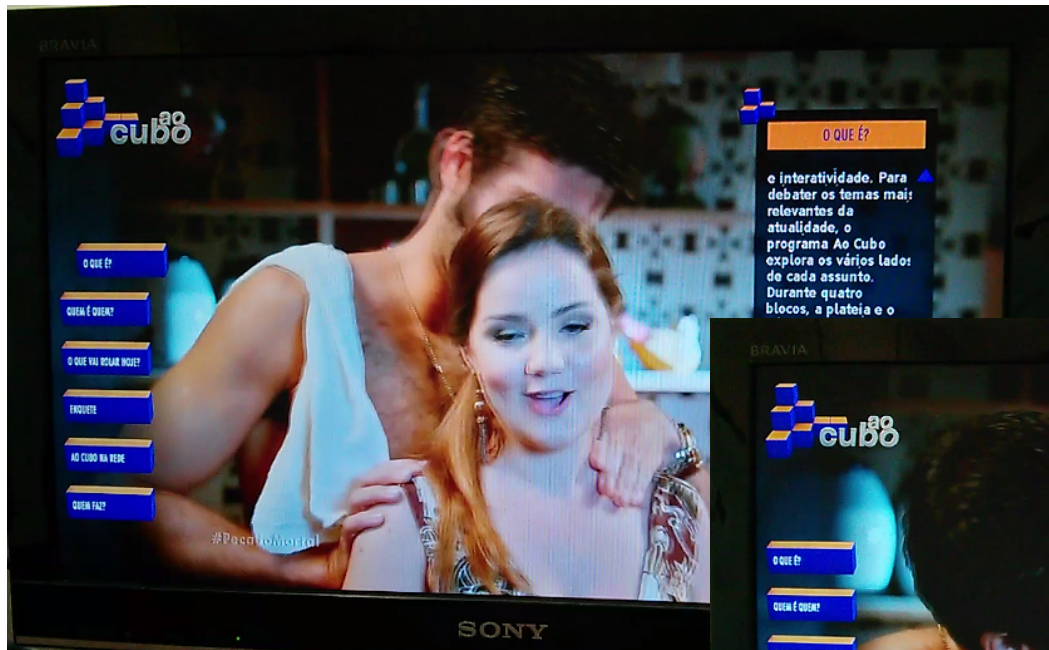 BRAVIA
ao
cubo
O QUE É?
QUEM É QUEM?
O QUE VAI ROLAR HOJE?
ENQUETE
AO CUBO NA REDE
QUEM FAZ?
#PecadoMortal
O QUE É?
e interatividade. Para
debater os temas mais
relevantes da
atualidade, o
programa Ao Cubo
explora os vários lados
de cada assunto.
Durante quatro
blocos, a plateia e o
SONY
BRAVIA
ao
cubo
O QUE É?
QUEM É QUEM?